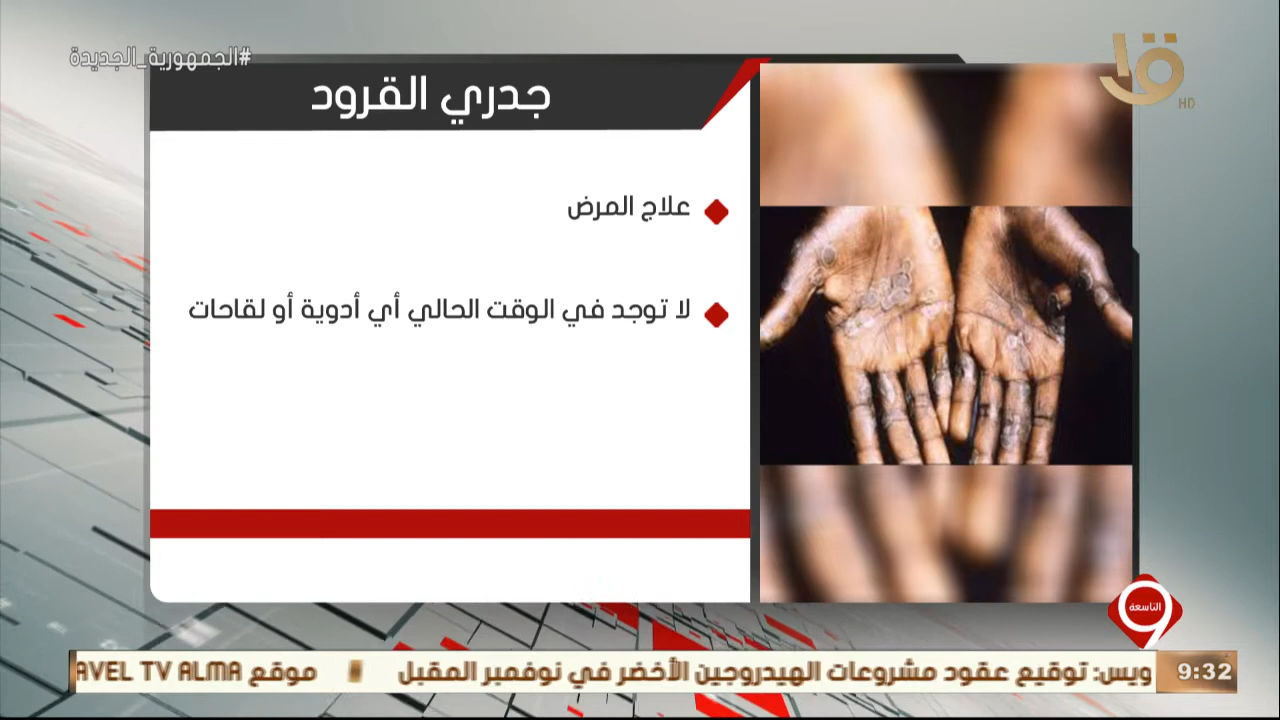 #الجمهورية_الجديدة
HD
جدري القرود
علاج المرض
لا توجد في الوقت الحالي أي أدوية أو لقاحات
التاسعة
9
9:32
ويس: توقيع عقود مشروعات الهيدروجين الأخضر في نوفمبر المقبل
موقع AVEL TV ALMA